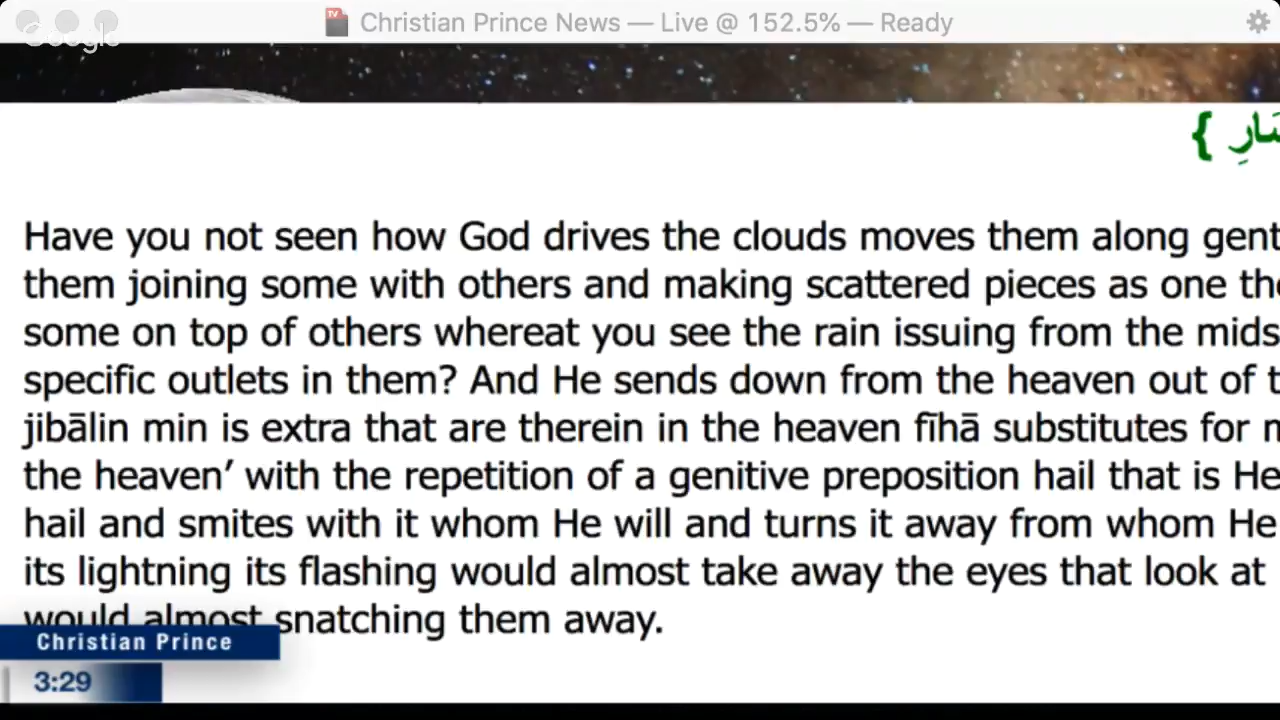 Christian Prince News — Live @ 152.5% — Ready
Google
{
Have you not seen how God drives the clouds moves them along
them joining some with others and making scattered pieces as one
some on top of others whereat you see the rain issuing from the
specific outlets in them? And He sends down from the heaven out of
jibālin min is extra that are therein in the heaven fīhā substitutes for
the heaven’ with the repetition of a genitive preposition hail that is He
hail and smites with it whom He will and turns it away from whom He
its lightning its flashing would almost take away the eyes that look at
would almost snatching them away.
Christian Prince
3:29